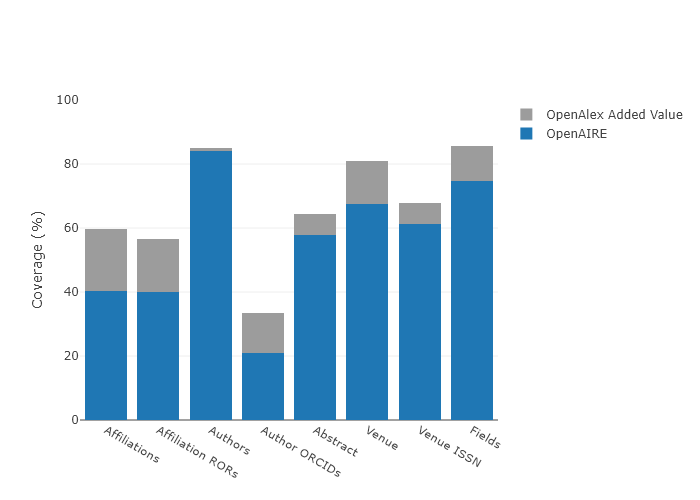 100
80
60
40
20
0
Coverage (%)
Affiliations
Affiliation RORs
Authors
Author ORCIDs
Abstract
Venue
Venue ISSN
Fields
OpenAlex Added Value
OpenAIRE